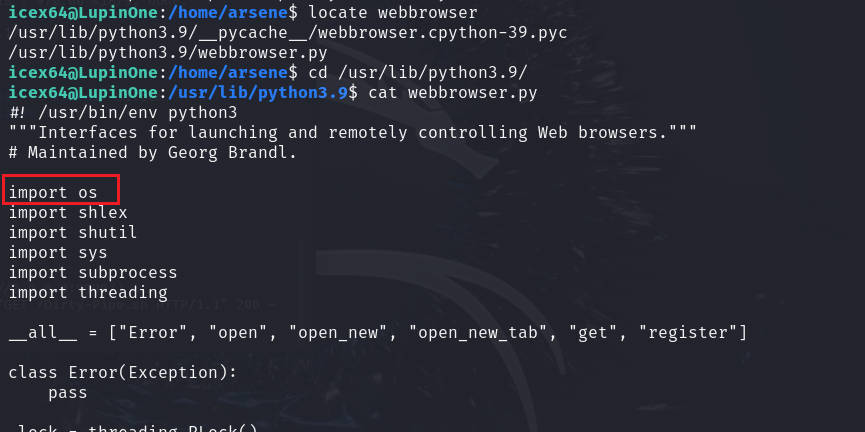 icex64@LupinOne:/home/arsene$ locate webbrowser
/usr/lib/python3.9/__pycache__/webbrowser.cpython-39.pyc
/usr/lib/python3.9/webbrowser.py
icex64@LupinOne:/home/arsene$ cd /usr/lib/python3.9/
icex64@LupinOne:/usr/lib/python3.9$ cat webbrowser.py
#! /usr/bin/env python3
"""Interfaces for launching and remotely controlling Web browsers."""
# Maintained by Georg Brandl.
import os
import shlex
import shutil
import sys
import subprocess
import threading
__all__ = ["Error", "open", "open_new", "open_new_tab", "get", "register"]
class Error(Exception):
    pass
_lock = threading.RLock()